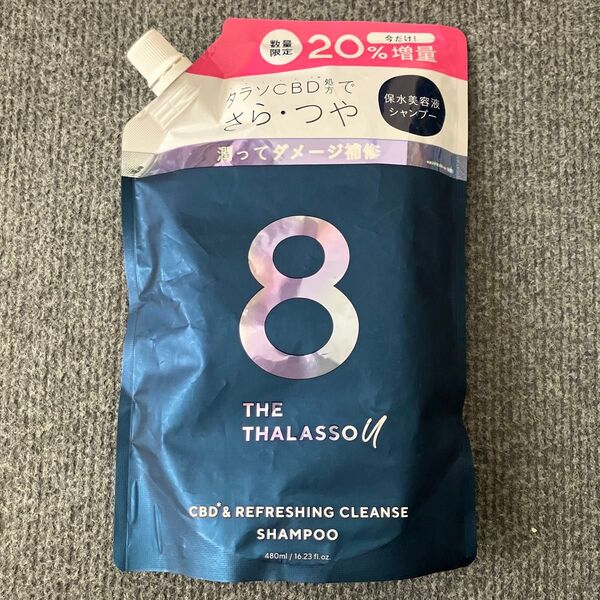 数量
限定
今だけ!
20%増量
タラソCBD処方で
さら・つや
保水美容液
シャンプー
潤ってダメージ補修
8
THE
THALASSO U
CBD* & REFRESHING CLEANSE
SHAMPOO
480ml / 16.23 fl.oz.